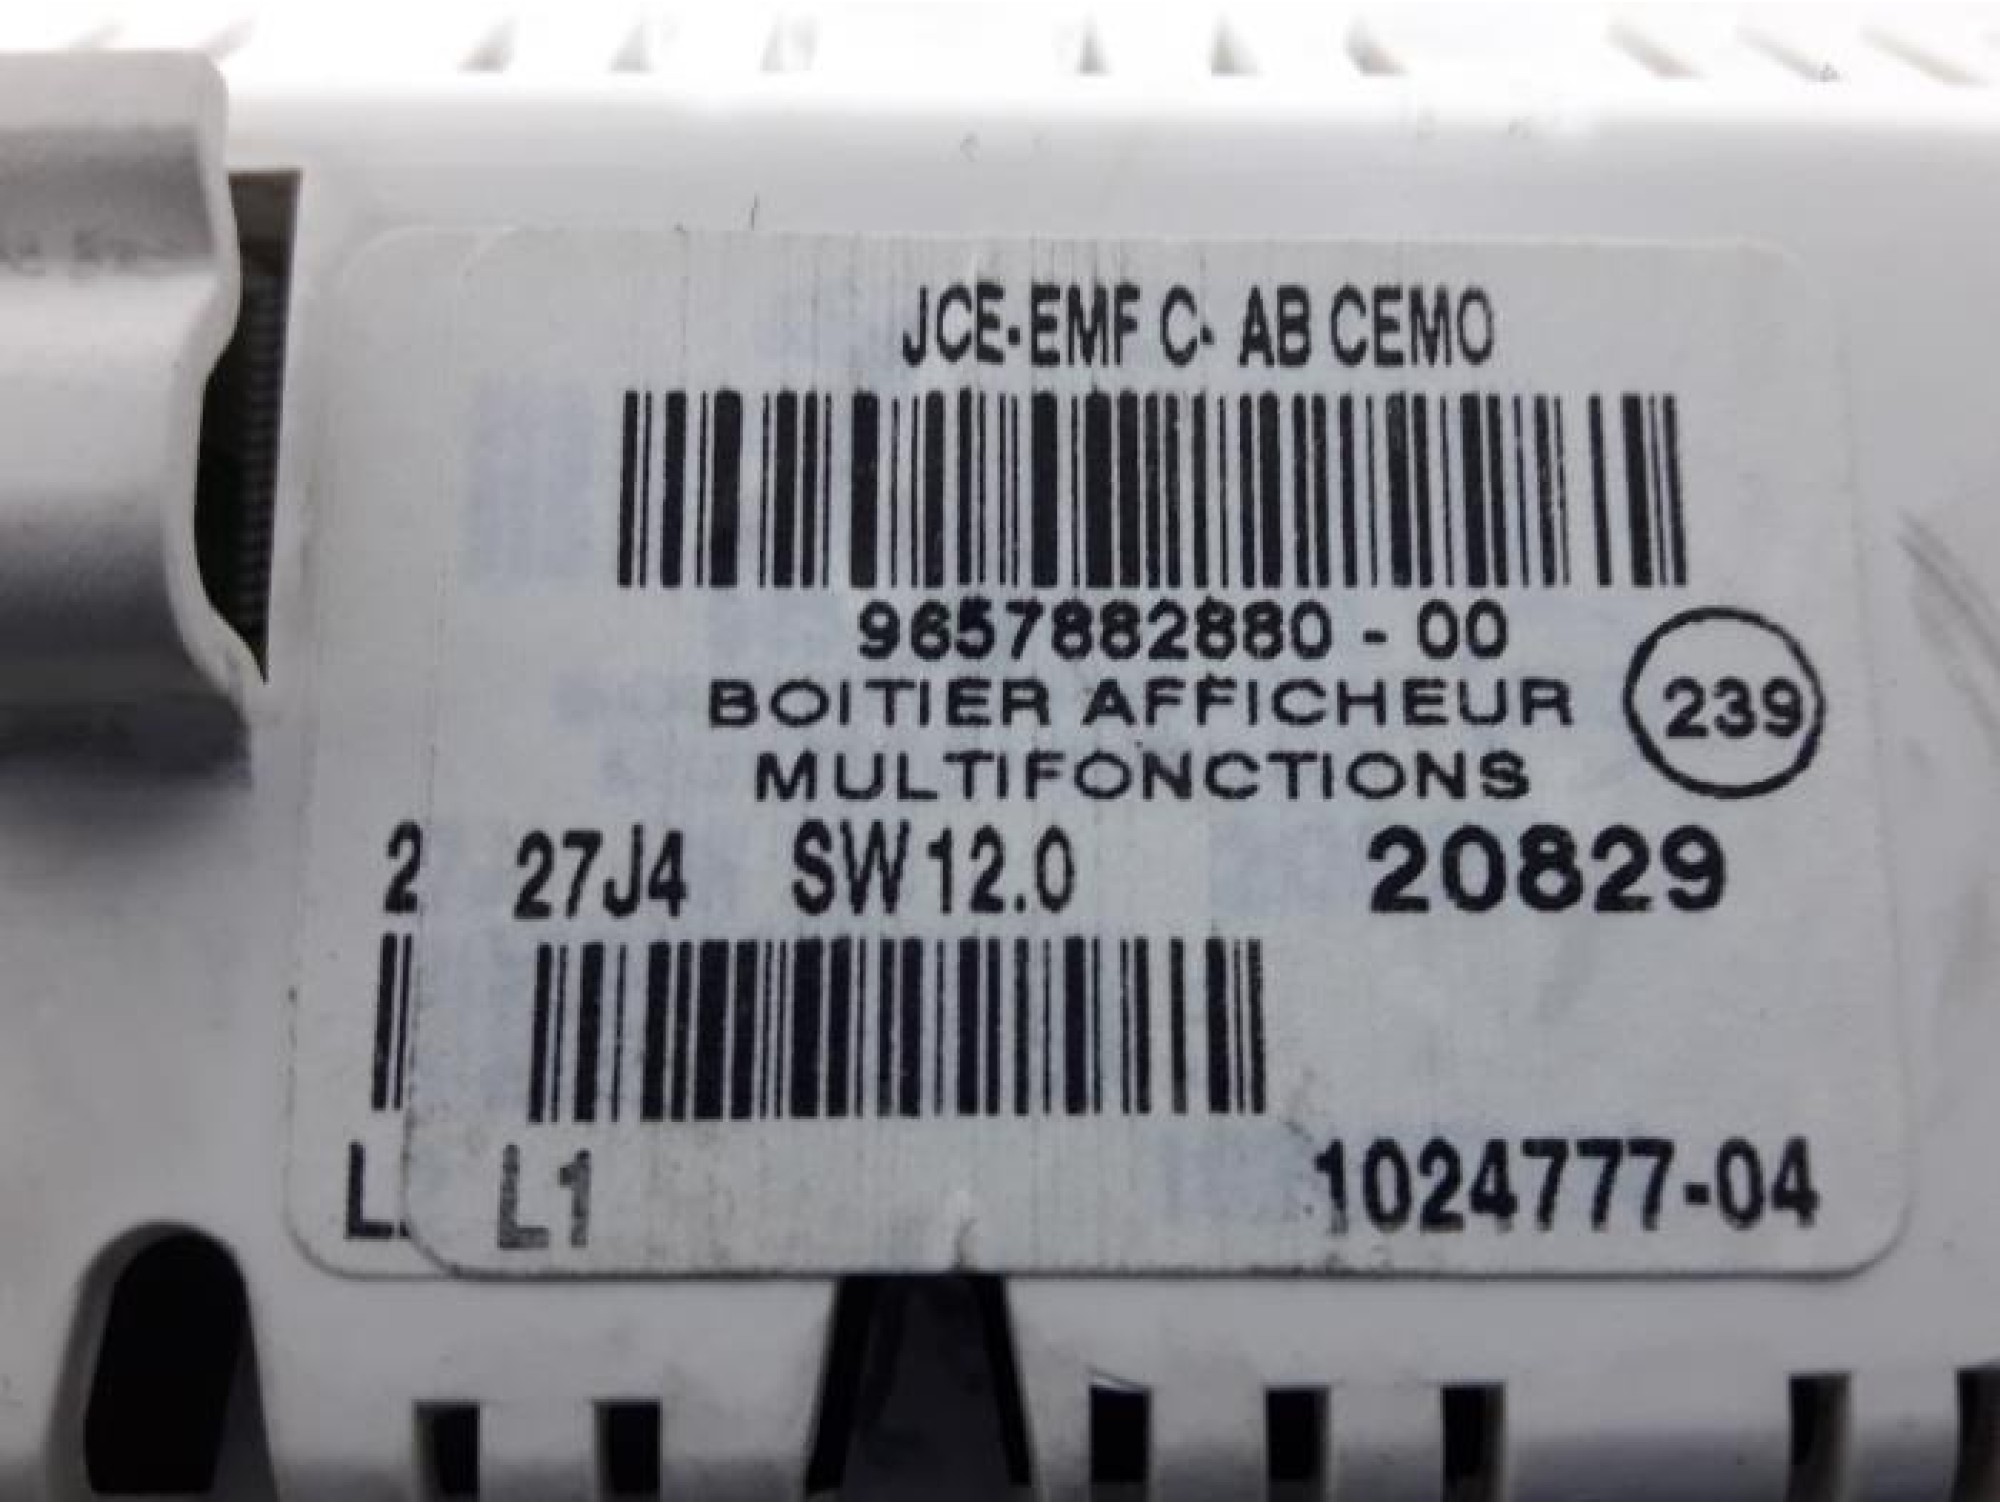 JCE-EMF C- AB CEMO
9657882880 - 00
BOITIER AFFICHEUR
MULTIFONCTIONS
239
2 27J4 SW12.0 20829
L L1 1024777-04